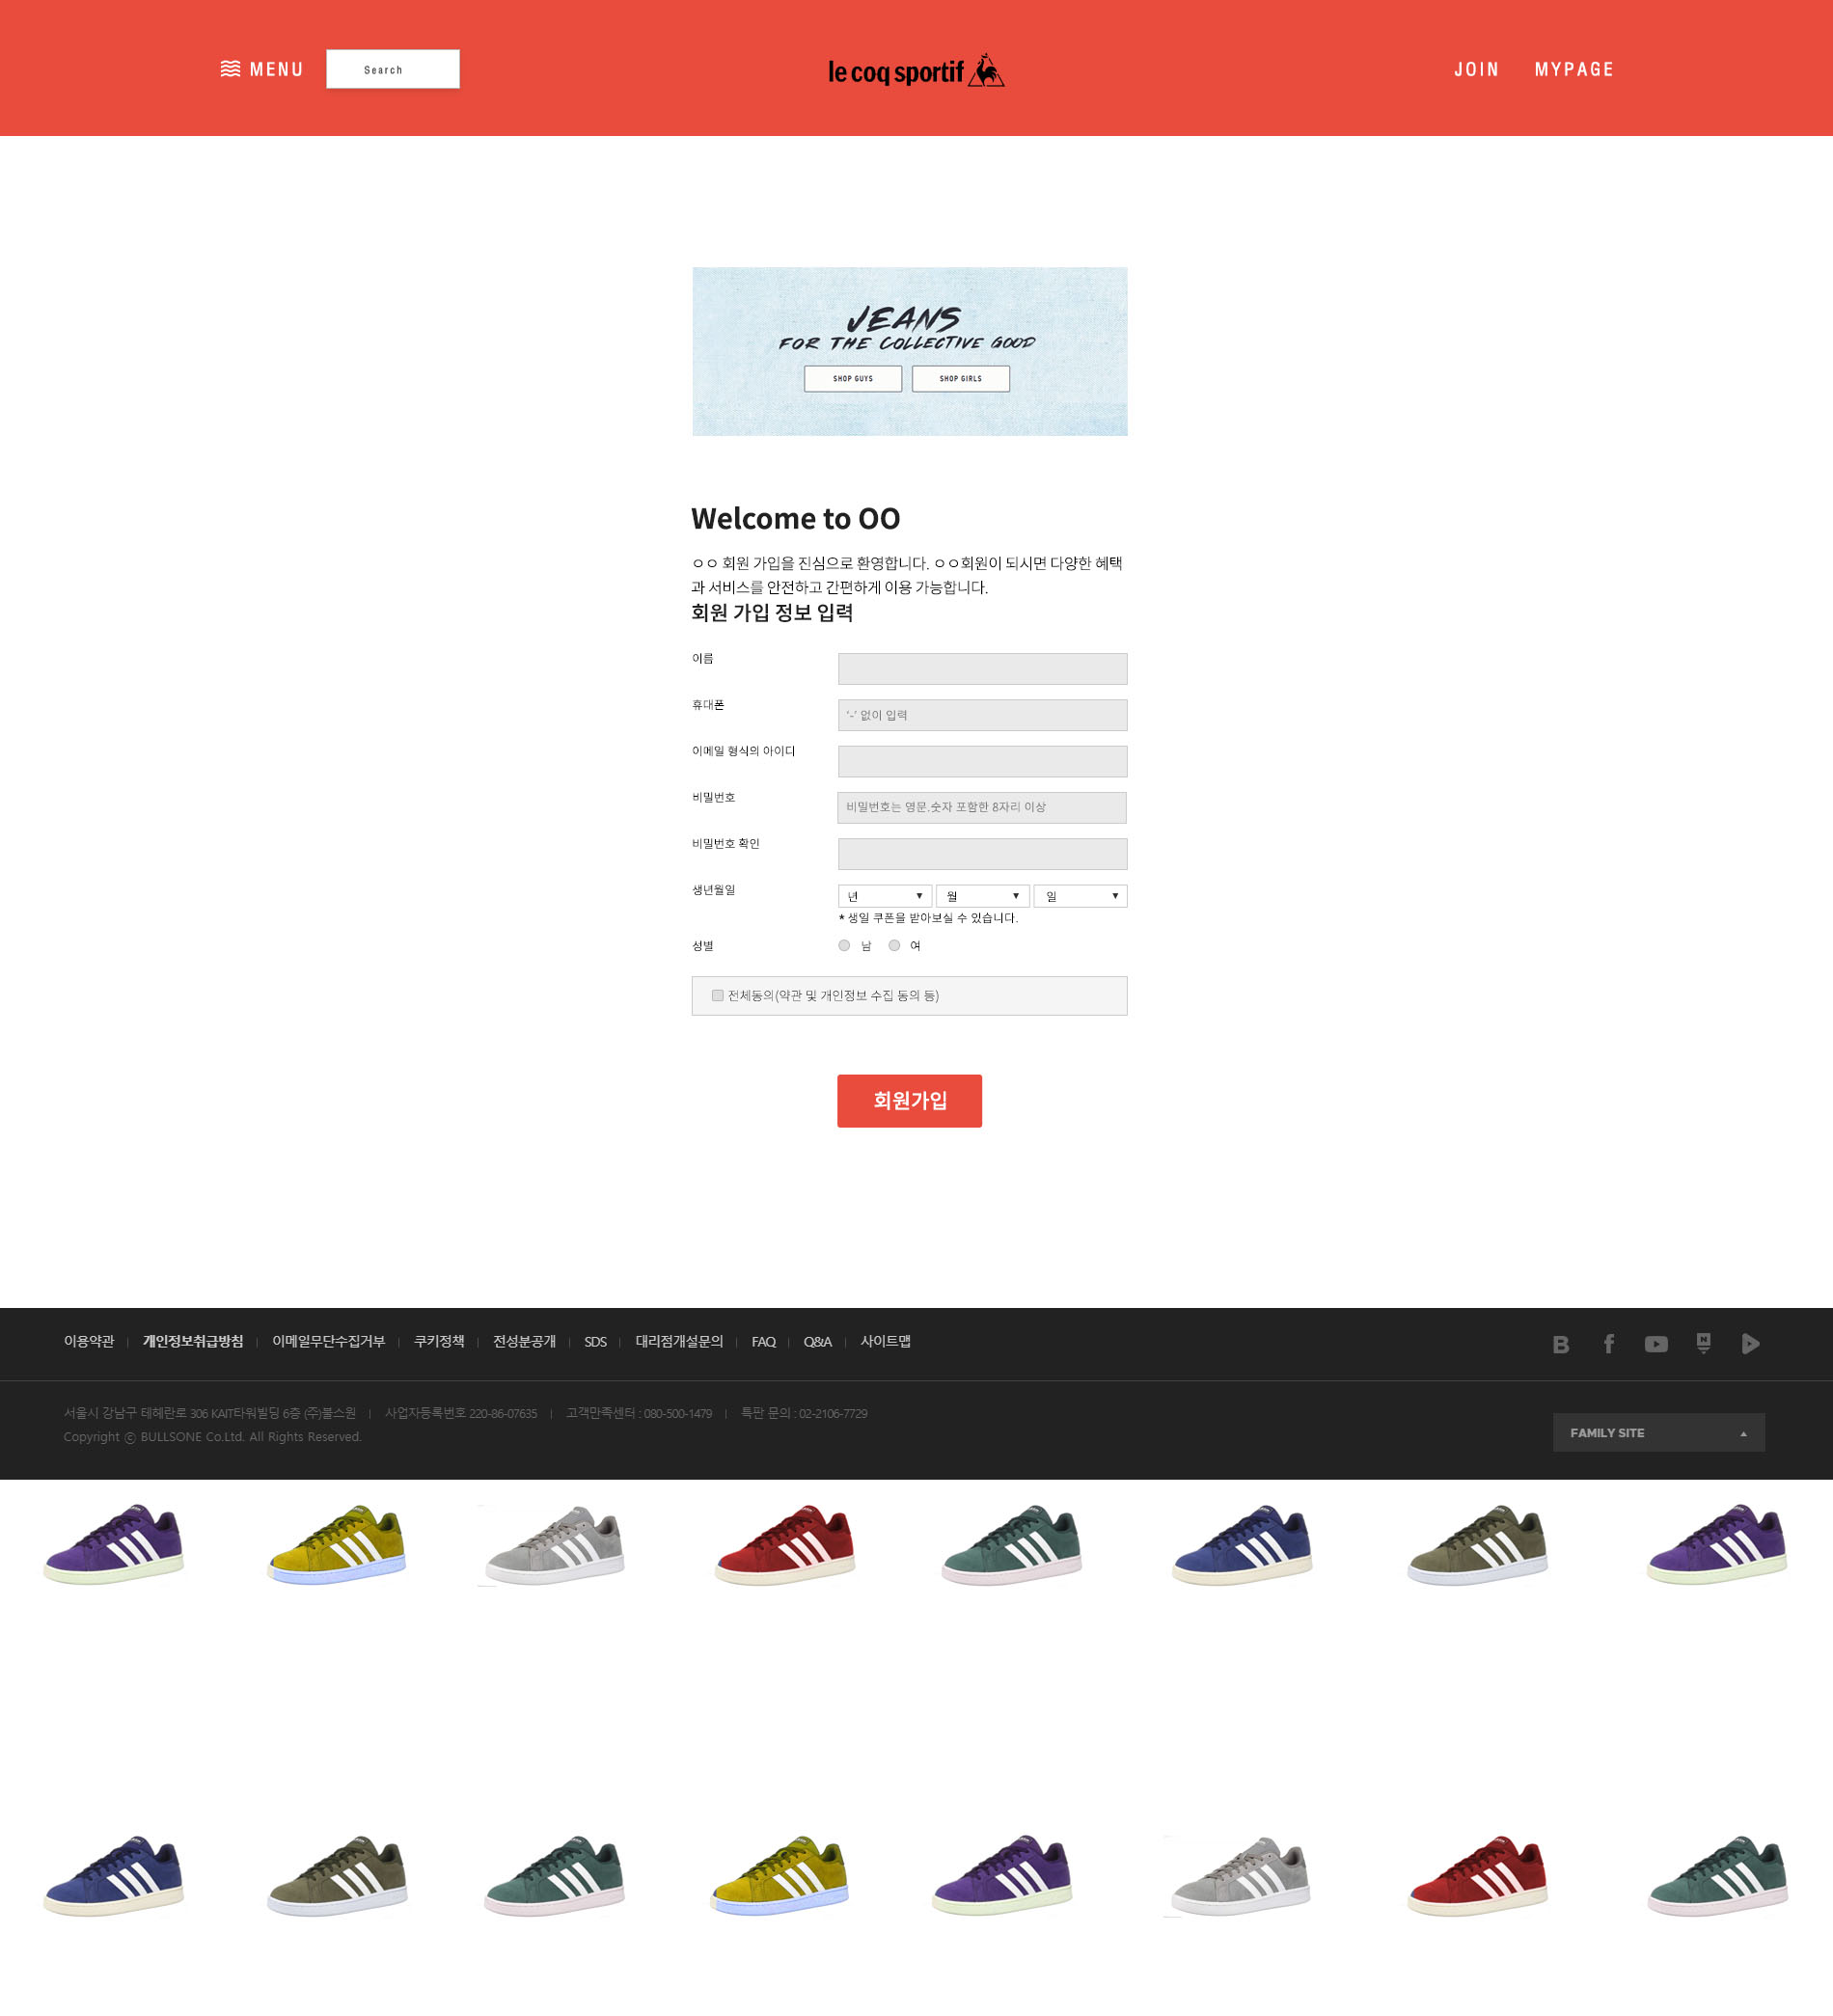 MENU
Search
le coq sportif
JOIN
MYPAGE
JEANS
FOR THE COLLECTIVE GOOD
SHOP GUYS
SHOP GIRLS
Welcome to OO
ㅇㅇ 회원 가입을 진심으로 환영합니다. ㅇㅇ회원이 되시면 다양한 혜택
과 서비스를 안전하고 간편하게 이용 가능합니다.
회원 가입 정보 입력
이름
휴대폰
'-' 없이 입력
이메일 형식의 아이디
비밀번호
비밀번호는 영문.숫자 포함한 8자리 이상
비밀번호 확인
생년월일
년 ▼ 월 ▼ 일 ▼
* 생일 쿠폰을 받아보실 수 있습니다.
성별
남 여
전체동의(약관 및 개인정보 수집 동의 등)
회원가입
이용약관 | 개인정보취급방침 | 이메일무단수집거부 | 쿠키정책 | 전성분공개 | SDS | 대리점개설문의 | FAQ | Q&A | 사이트맵
서울시 강남구 테헤란로 306 KAIT타워빌딩 6층 (주)불스원 | 사업자등록번호 220-86-07635 | 고객만족센터 : 080-500-1479 | 특판 문의 : 02-2106-7729
Copyright ⓒ BULLSONE Co.Ltd. All Rights Reserved.
FAMILY SITE